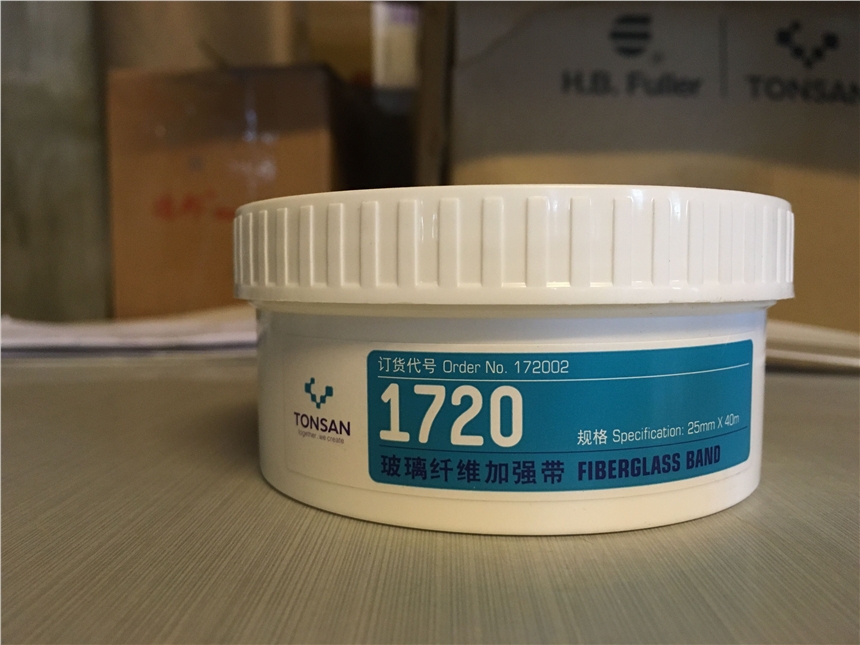 H.B. Fuller
TONSAN
订货代号 Order No. 172002
1720
规格 Specification: 25mm X 40m
玻璃纤维加强带 FIBERGLASS BAND
TONSAN
together we create